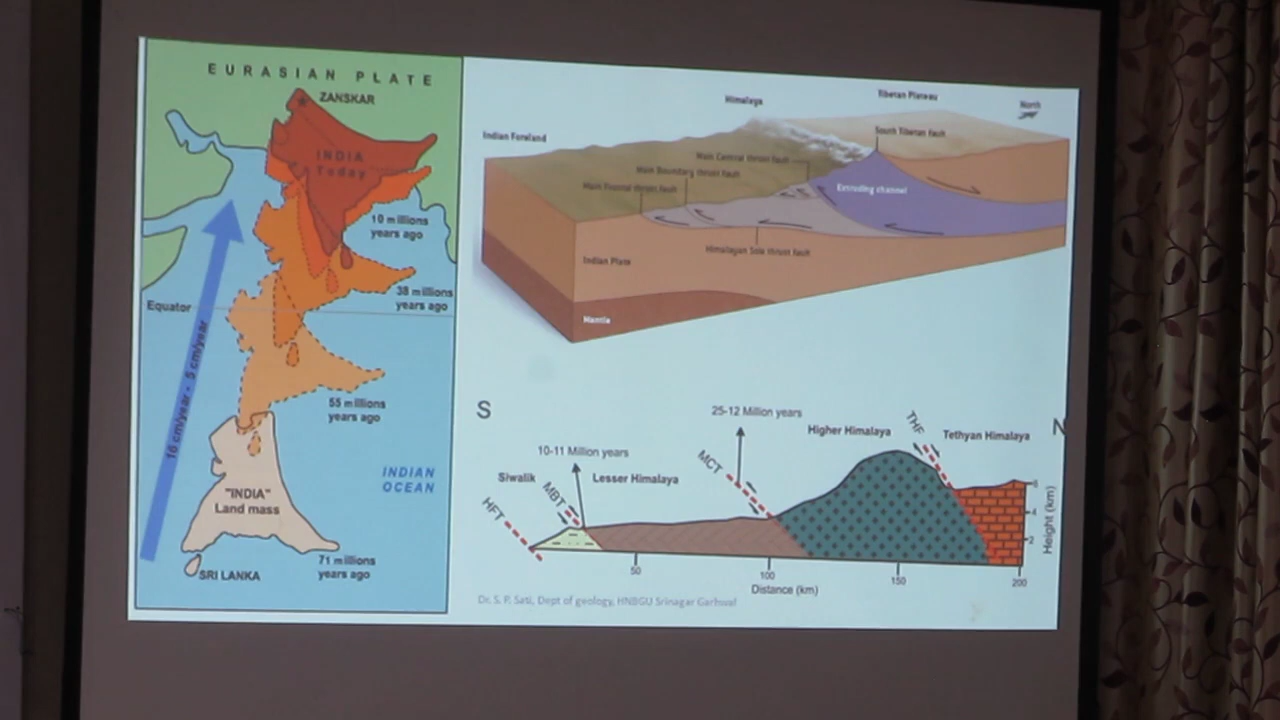 EURASIAN PLATE
ZANSKAR
INDIA
Today
10 millions
years ago
38 millions
years ago
Equator
16 cm/year - 5 cm/year
55 millions
years ago
INDIAN
OCEAN
"INDIA"
Land mass
71 millions
years ago
SRI LANKA
Himalaya
Tibetan Plateau
North
Indian Foreland
South Tibetan fault
Main Central thrust fault
Main Boundary thrust fault
Main Frontal thrust fault
Extruding channel
Himalayan Sole thrust fault
Indian Plate
Mantle
S
N
25-12 Million years
Higher Himalaya
THF
Tethyan Himalaya
10-11 Million years
MCT
Siwalik
MBT
Lesser Himalaya
HFT
6
4
2
Height (km)
50
100
150
200
Distance (km)
Dr. S. P. Sati, Dept of geology, HNBGU Srinagar Garhwal